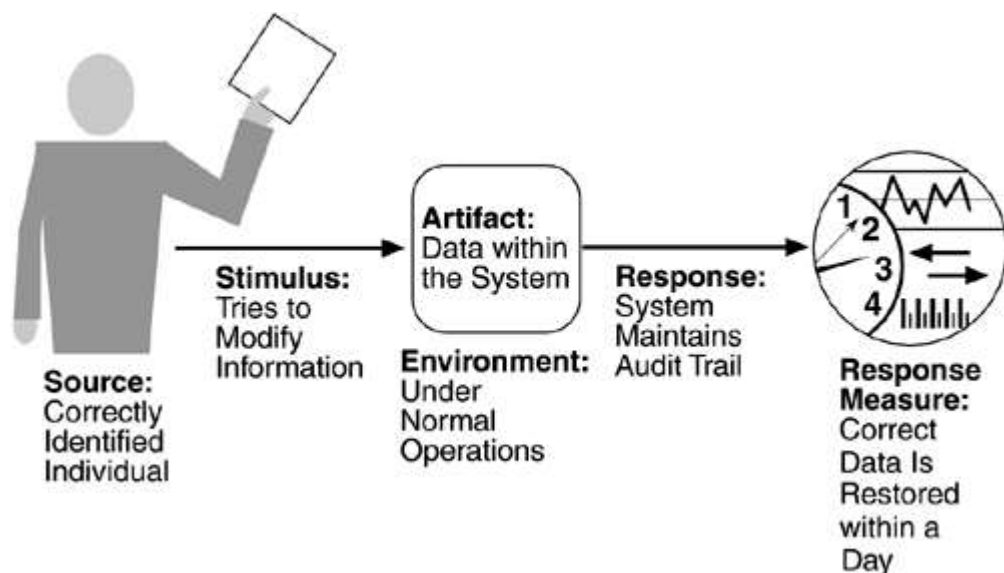 Source:
Correctly
Identified
Individual
Stimulus:
Tries to
Modify
Information
Artifact:
Data within
the System
Environment:
Under
Normal
Operations
Response:
System
Maintains
Audit Trail
1
2
3
4
Response
Measure:
Correct
Data Is
Restored
within a
Day